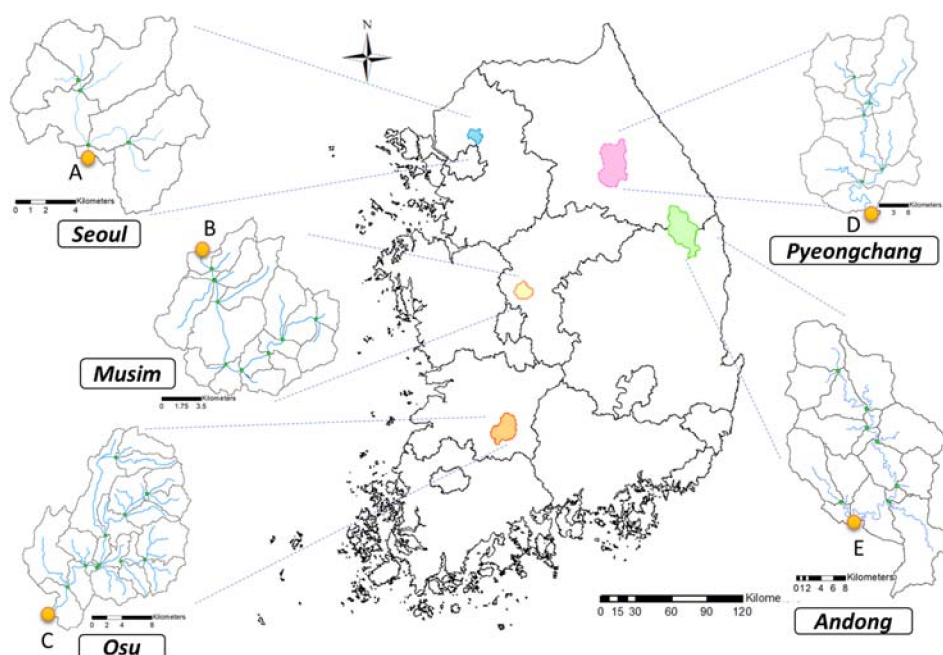 N
A
0 1 2 4 Kilometers
Seoul
B
Musim
0 1.75 3.5 Kilometers
C
0 2 4 8 Kilometers
Osu
D
3 6 Kilometers
Pyeongchang
E
0 1 2 4 6 8 Kilometers
Andong
0 15 30 60 90 120 Kilome